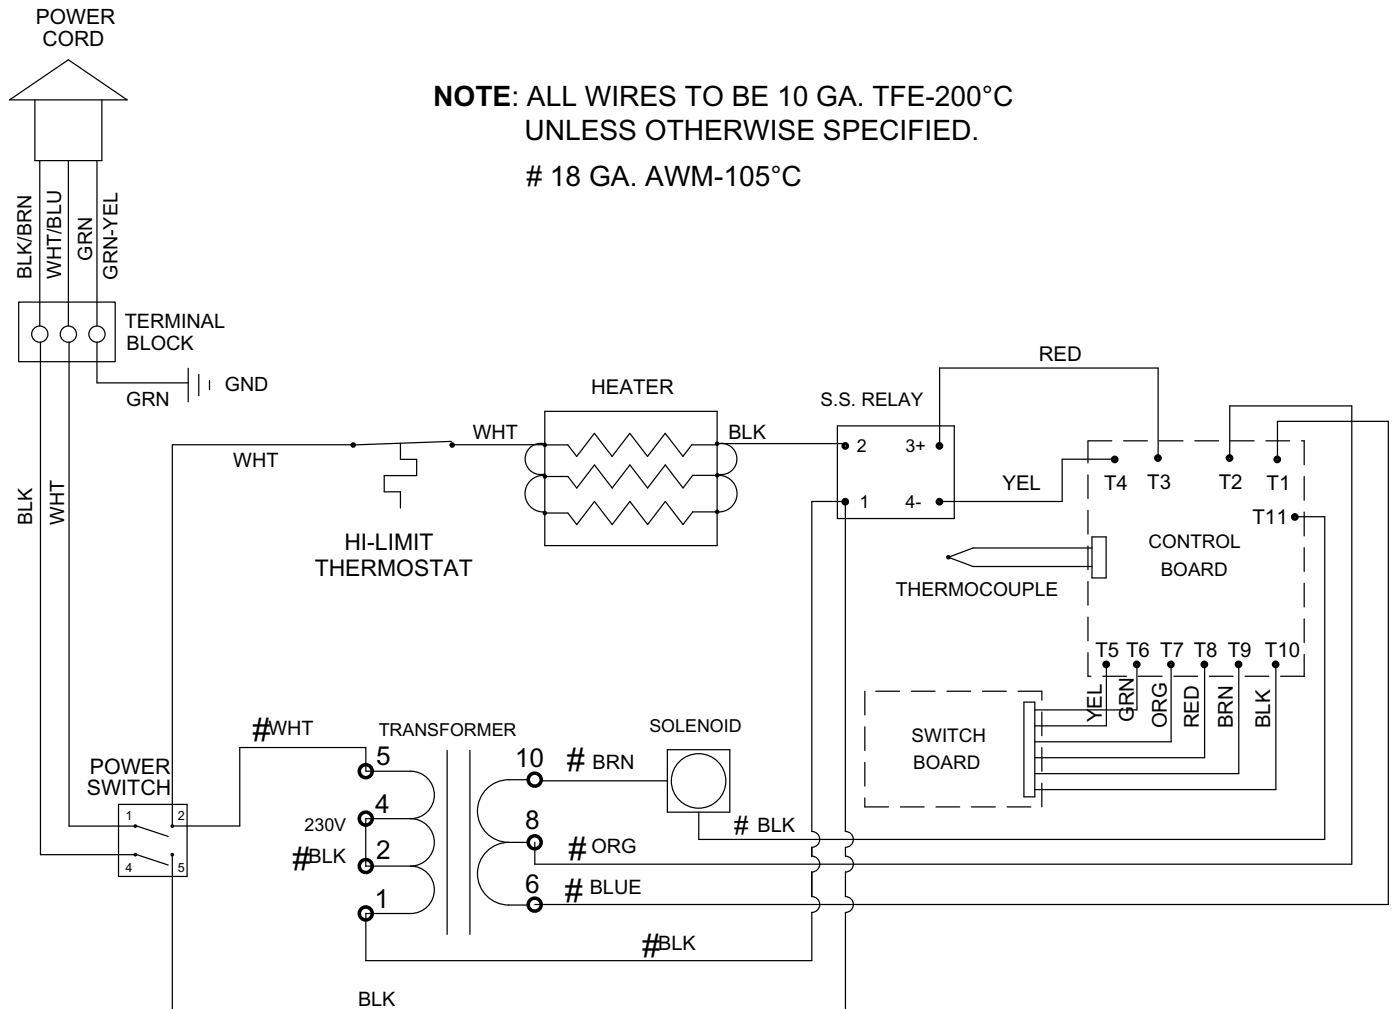 POWER
CORD
NOTE: ALL WIRES TO BE 10 GA. TFE-200°C
UNLESS OTHERWISE SPECIFIED.
# 18 GA. AWM-105°C
BLK/BRN
WHT/BLU
GRN
GRN-YEL
TERMINAL
BLOCK
GRN
GND
BLK
WHT
WHT
HI-LIMIT
THERMOSTAT
WHT
HEATER
BLK
S.S. RELAY
2 3+
1 4-
RED
YEL
T4 T3 T2 T1
T11
CONTROL
BOARD
THERMOCOUPLE
T5 T6 T7 T8 T9 T10
YEL
GRN
ORG
RED
BRN
BLK
SWITCH
BOARD
POWER
SWITCH
1 2
4 5
#WHT
TRANSFORMER
5
4
230V
#BLK
2
1
10
8
6
# BRN
SOLENOID
# BLK
# ORG
# BLUE
#BLK
BLK